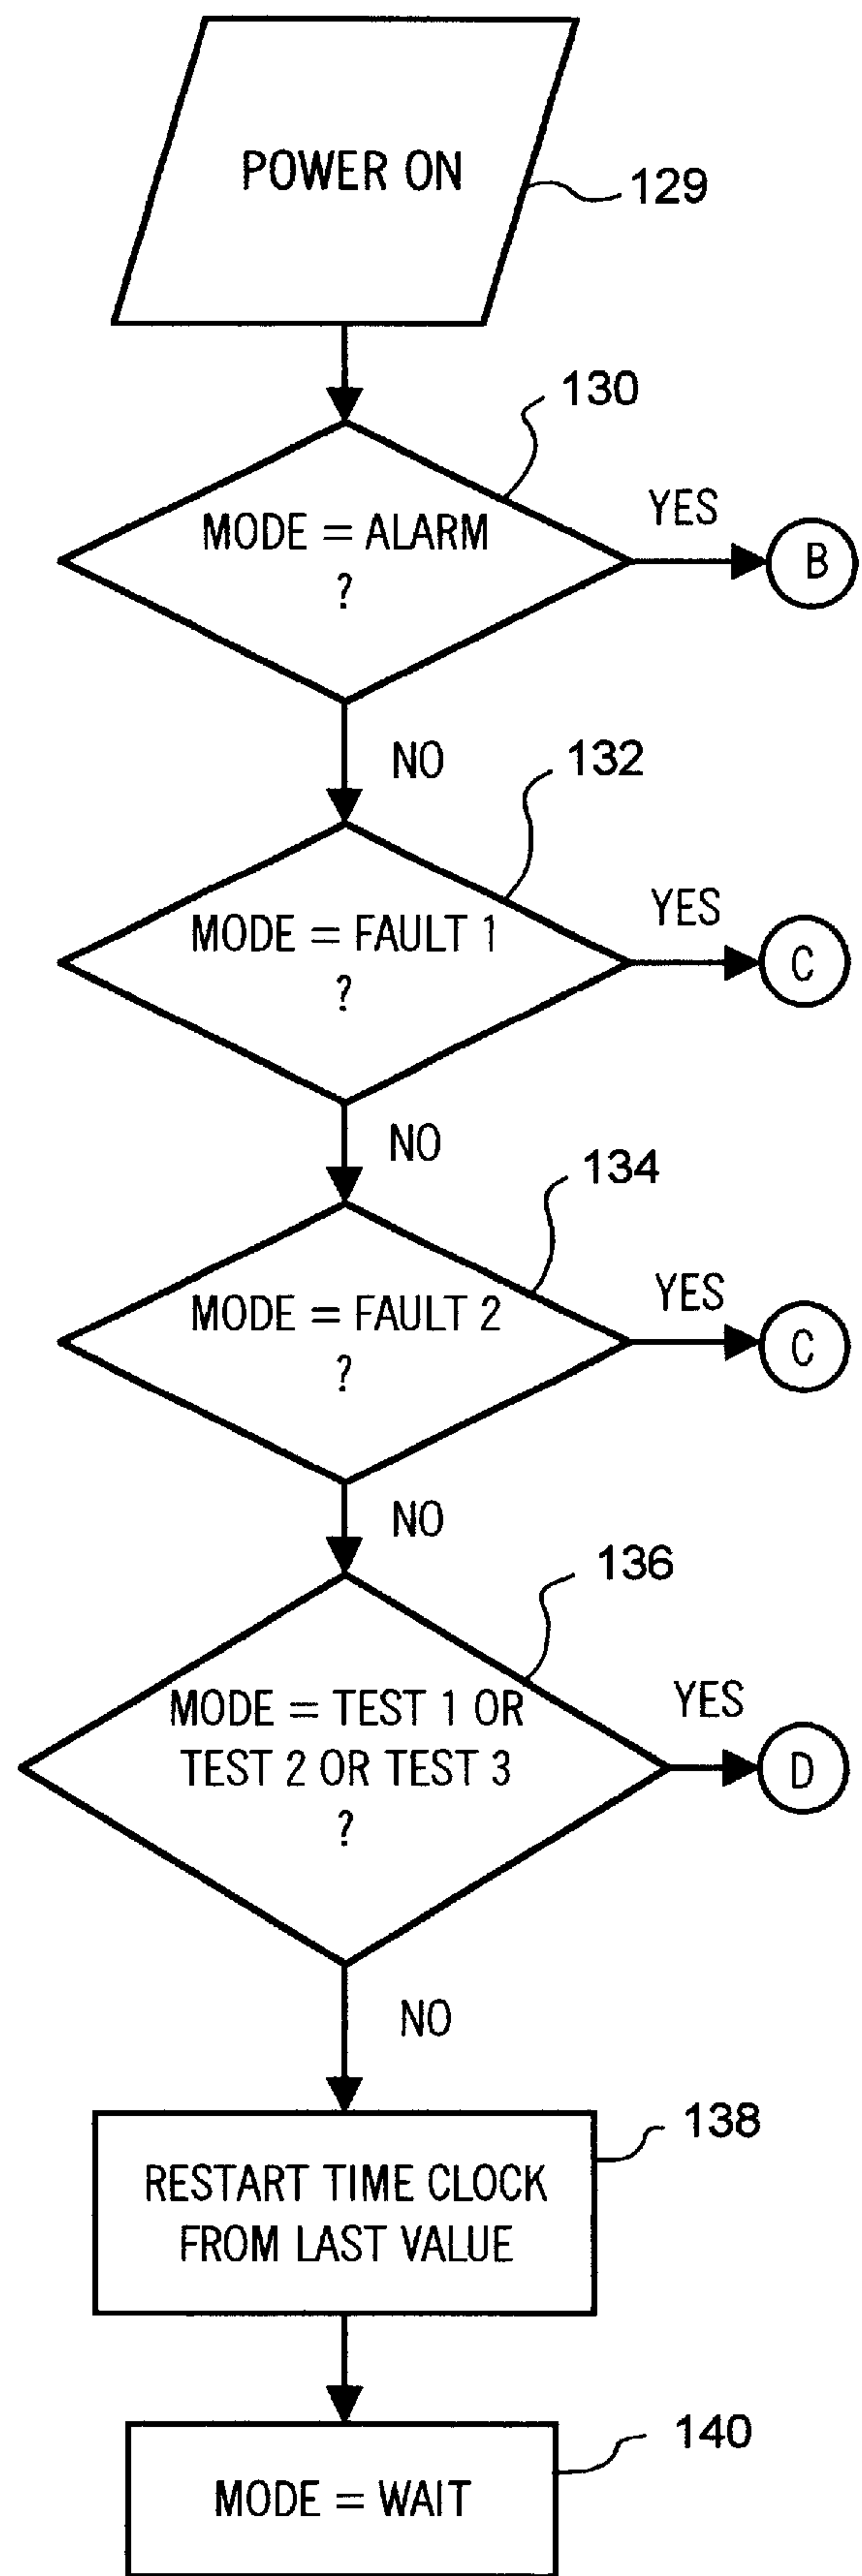 POWER ON
129
130
MODE = ALARM
?
YES
B
NO
132
MODE = FAULT 1
?
YES
C
NO
134
MODE = FAULT 2
?
YES
C
NO
136
MODE = TEST 1 OR
TEST 2 OR TEST 3
?
YES
D
NO
138
RESTART TIME CLOCK
FROM LAST VALUE
140
MODE = WAIT